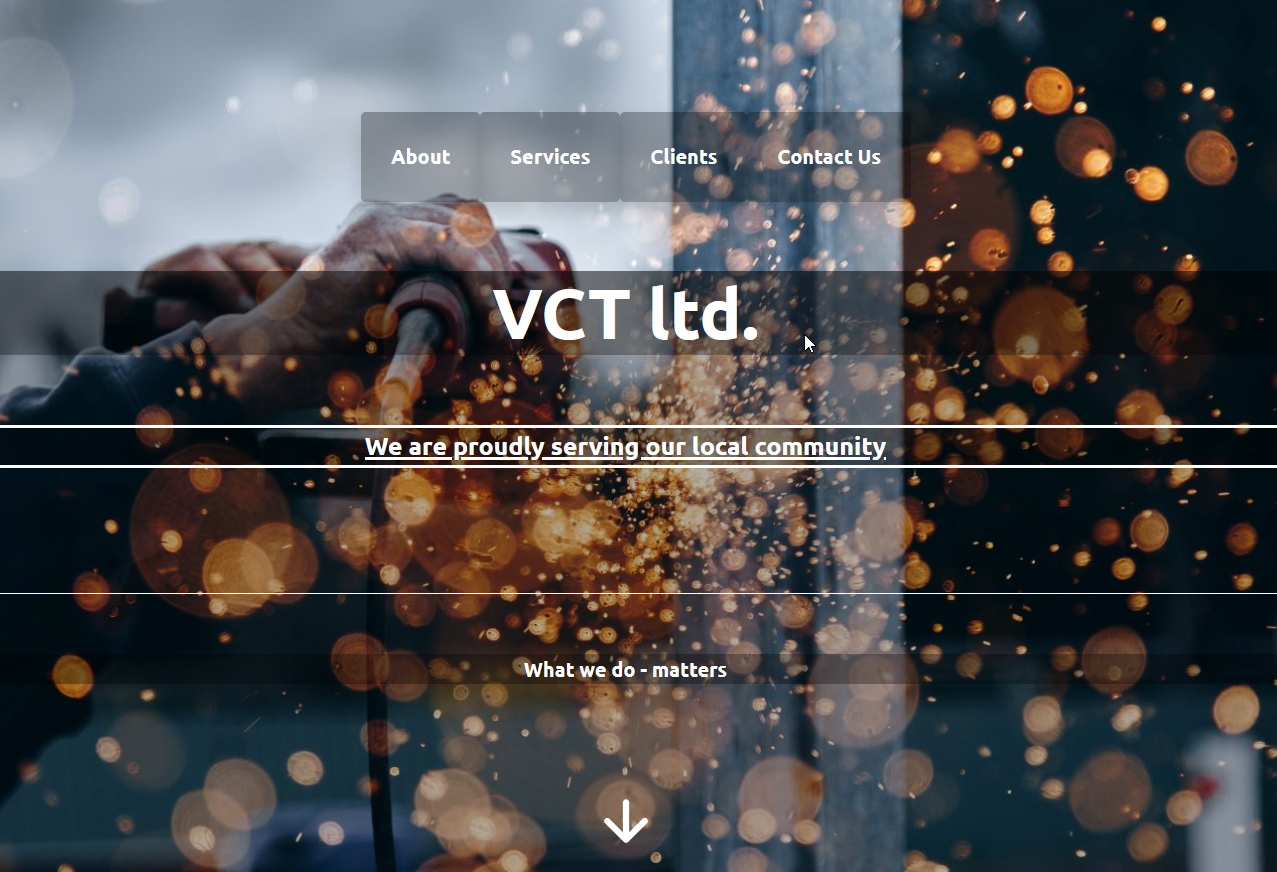 About Services Clients Contact Us
VCT ltd.
We are proudly serving our local community
What we do - matters